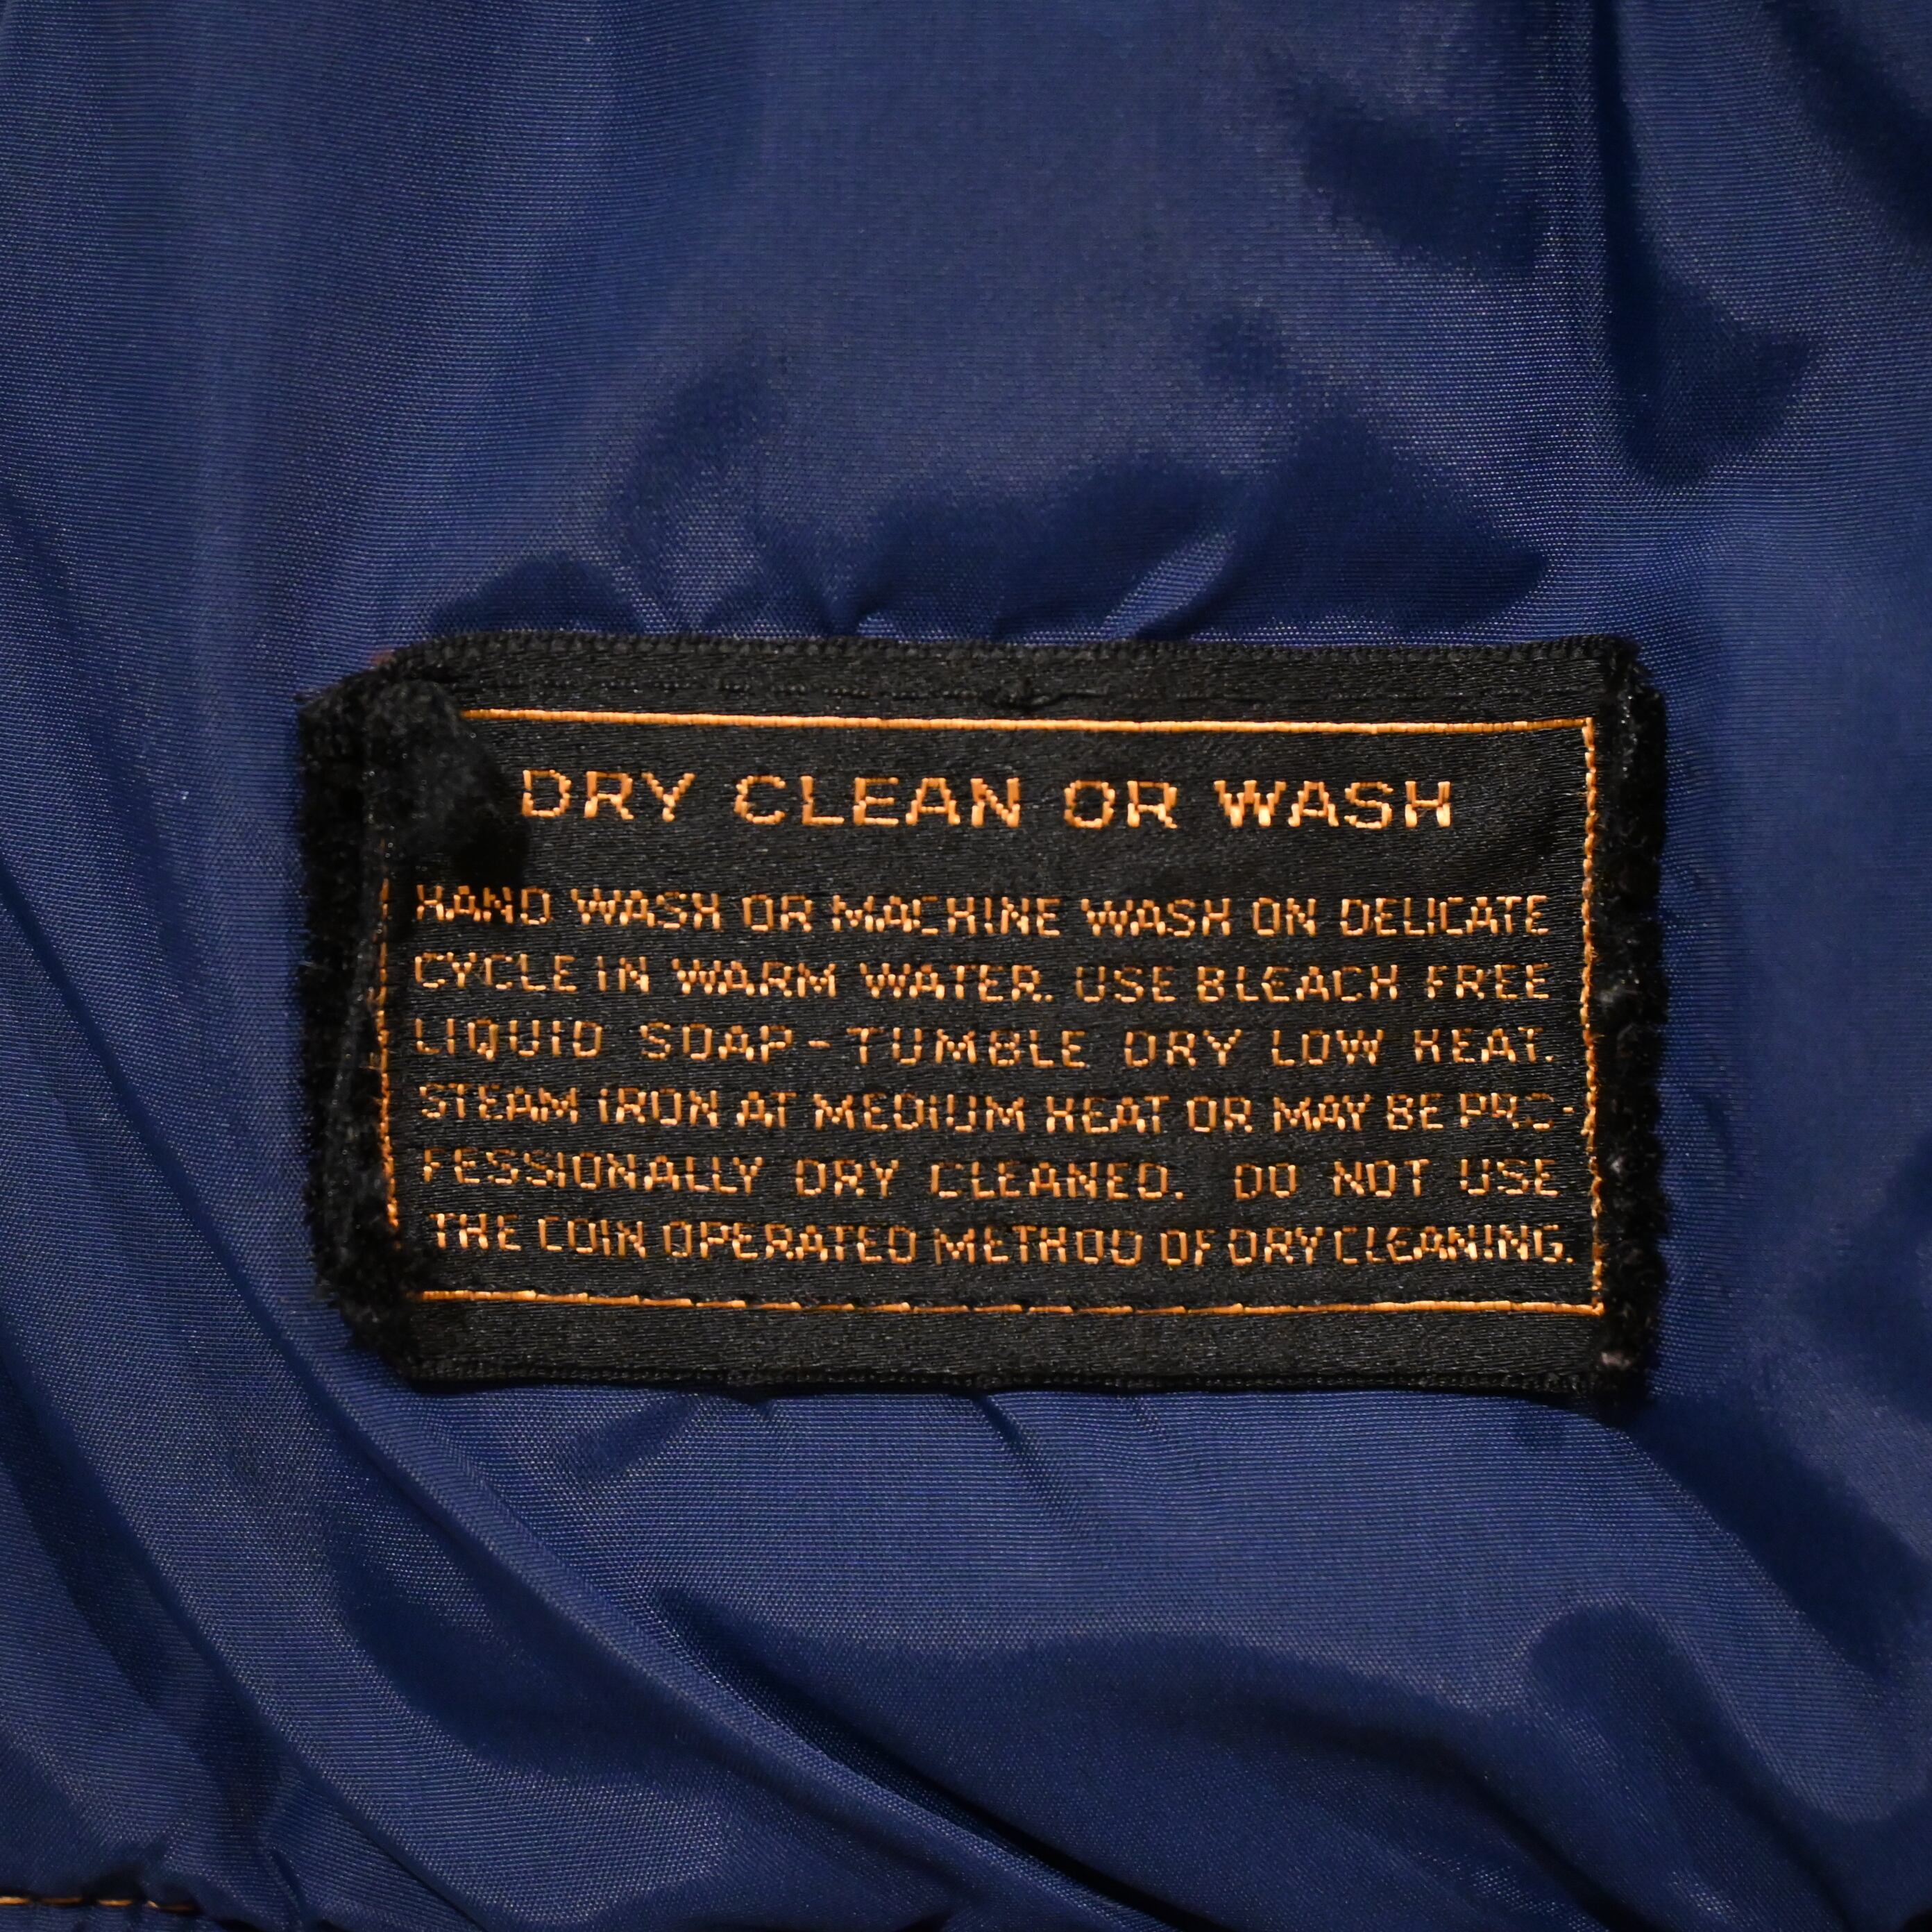 DRY CLEAN OR WASH
HAND WASH OR MACHINE WASH ON DELICATE
CYCLE IN WARM WATER. USE BLEACH FREE
LIQUID SOAP - TUMBLE DRY LOW HEAT.
STEAM IRON AT MEDIUM HEAT OR MAY BE PRO-
FESSIONALLY DRY CLEANED. DO NOT USE
THE COIN OPERATED METHOD OF DRY CLEANING.